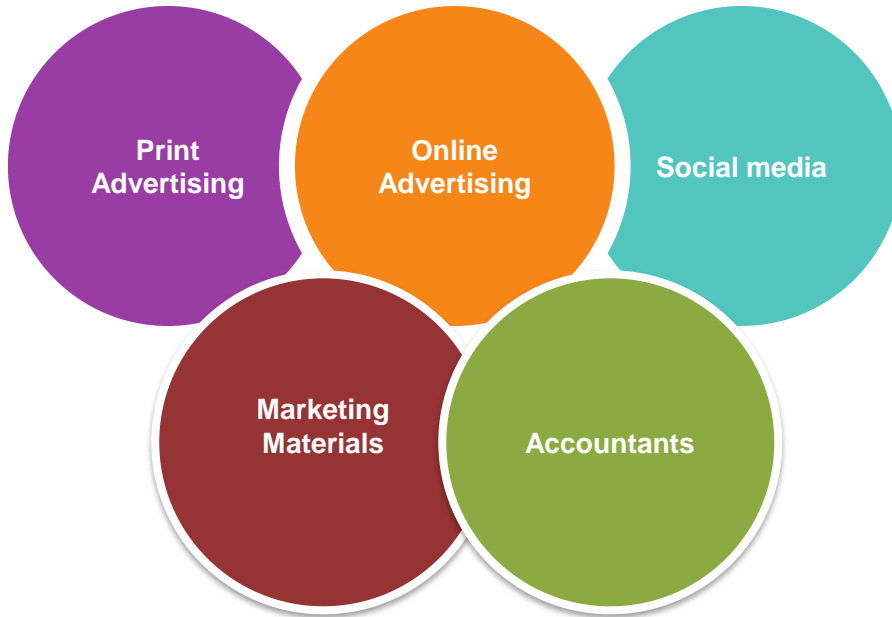 Print
Advertising
Online
Advertising
Social media
Marketing
Materials
Accountants